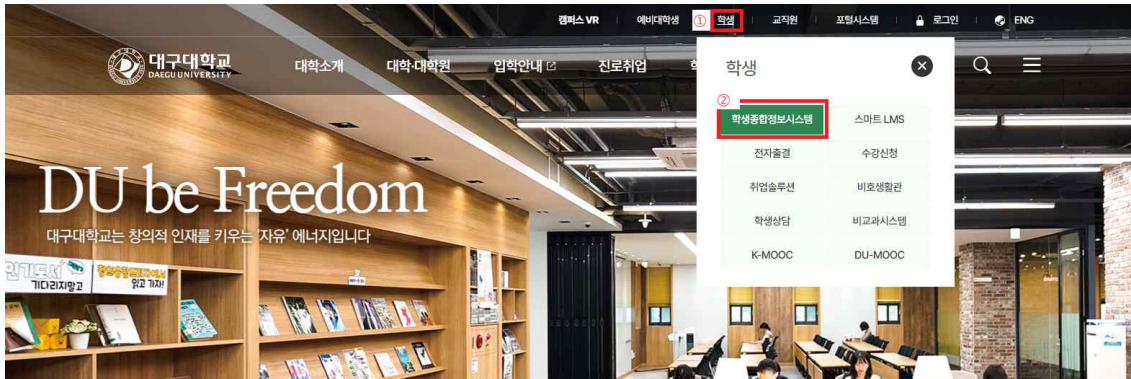 캠퍼스 VR 예비대학생 ① 학생 교직원 포털시스템 로그인 ENG
대구대학교
DAEGU UNIVERSITY
대학소개 대학·대학원 입학안내 진로취업
학생
②
학생종합정보시스템 스마트 LMS
전자출결 수강신청
취업솔루션 비호생활관
학생상담 비교과시스템
K-MOOC DU-MOOC
DU be Freedom
대구대학교는 창의적 인재를 키우는 '자유' 에너지입니다
인기도서
기다리지말고
읽고 가자!